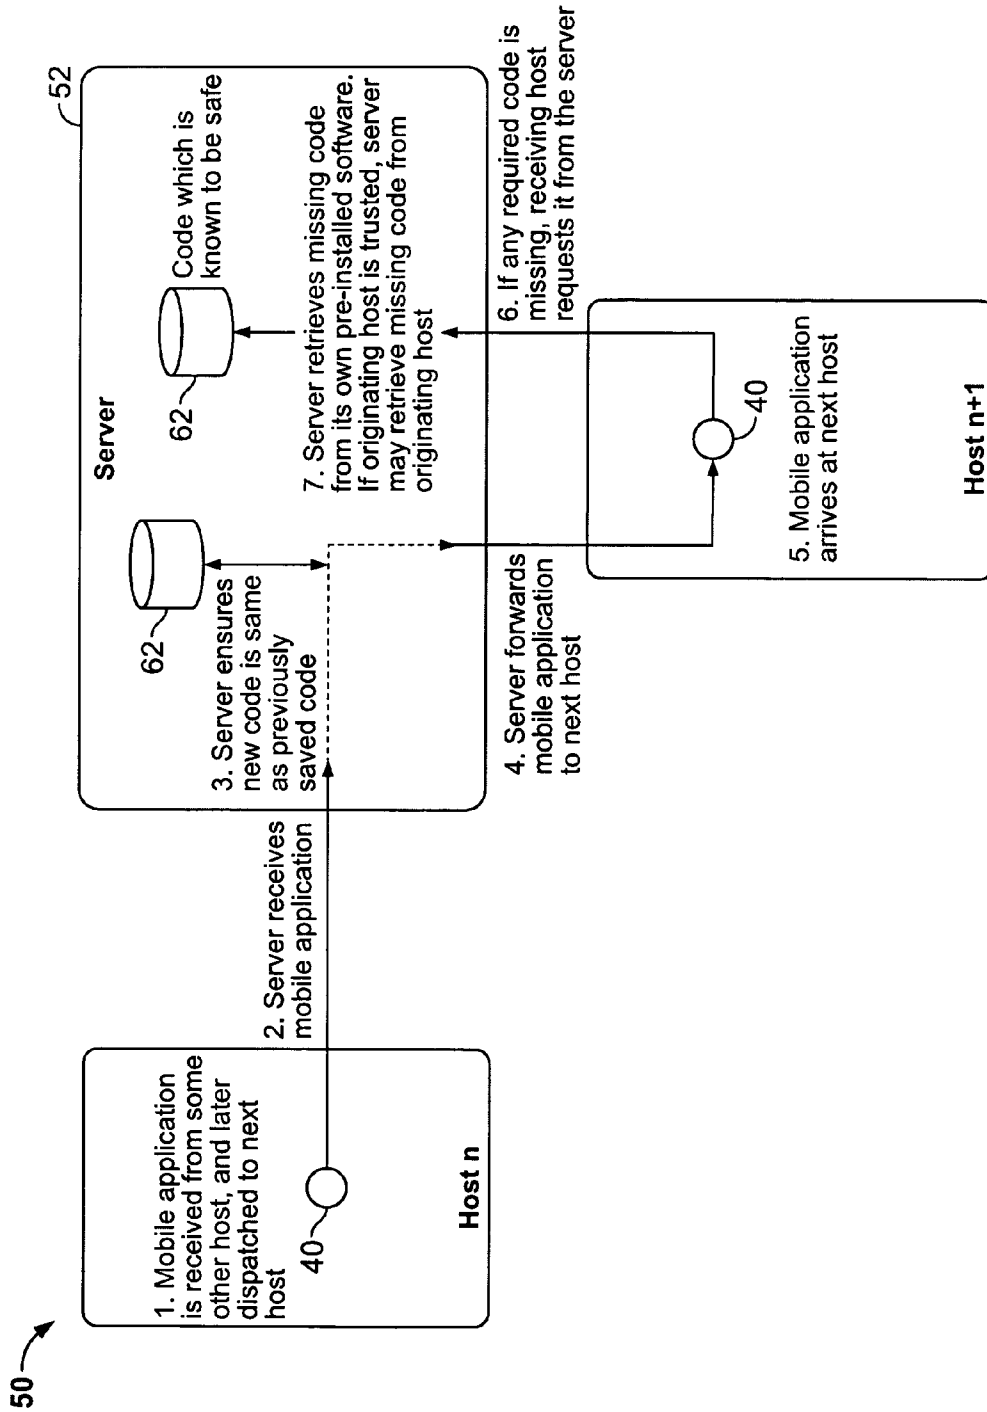 50
1. Mobile application
is received from some
other host, and later
dispatched to next
host
40
Host n
2. Server receives
mobile application
52
Server
62
3. Server ensures
new code is same
as previously
saved code
62
Code which is
known to be safe
7. Server retrieves missing code
from its own pre-installed software.
If originating host is trusted, server
may retrieve missing code from
originating host
4. Server forwards
mobile application
to next host
6. If any required code is
missing, receiving host
requests it from the server
40
5. Mobile application
arrives at next host
Host n+1